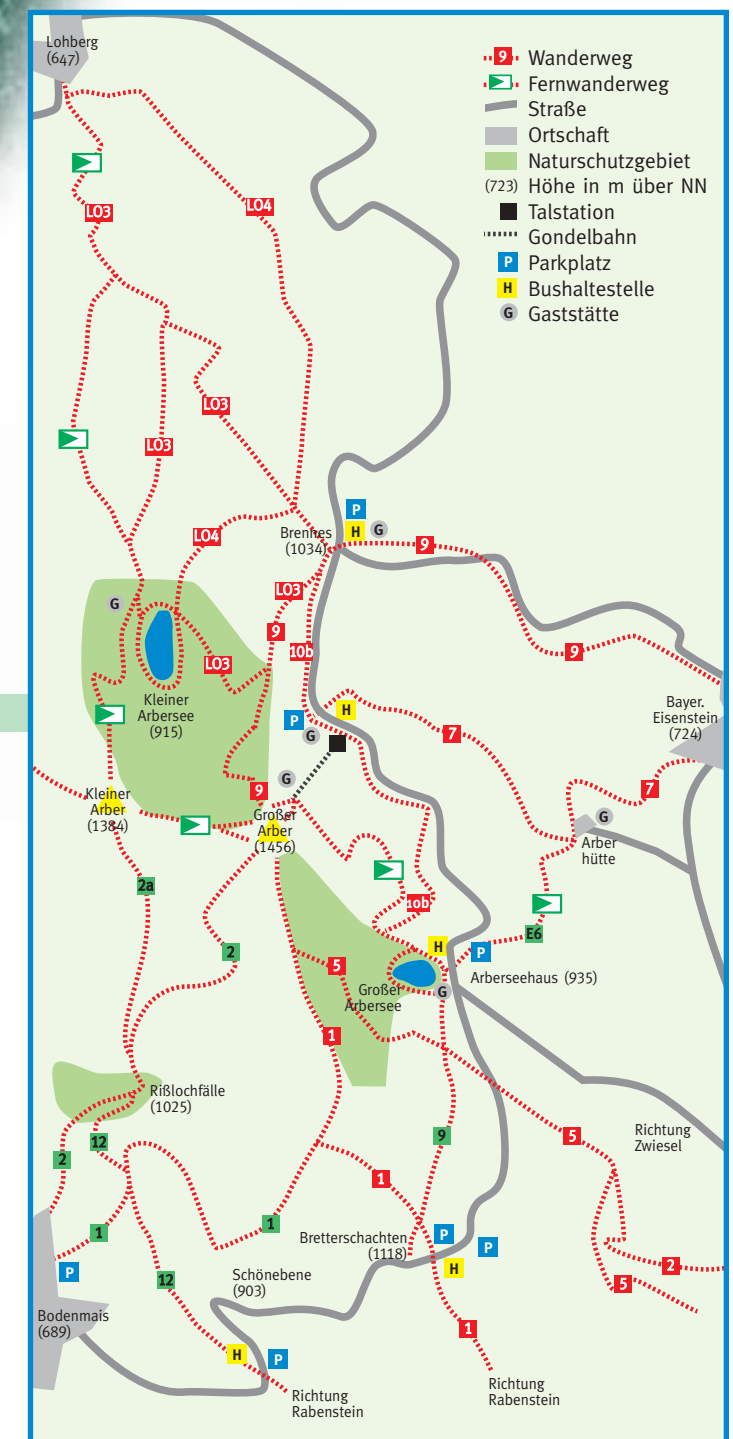 Lohberg
(647)
9 Wanderweg
Fernwanderweg
Straße
Ortschaft
Naturschutzgebiet
(723) Höhe in m über NN
Talstation
Gondelbahn
P Parkplatz
H Bushaltestelle
G Gaststätte
LO3
LO4
LO3
LO3
LO4
P
H
G
Brennes
(1034)
9
G
LO3
9
10b
LO3
9
Kleiner
Arbersee
(915)
P
H
G
7
Bayer.
Eisenstein
(724)
G
9
7
Kleiner
Arber
(1384)
Großer
Arber
(1456)
G
Arber
hütte
2a
10b
E6
2
5
H
P
Großer
Arbersee
G
Arberseehaus (935)
1
Rißlochfälle
(1025)
12
2
9
5
Richtung
Zwiesel
1
1
1
Bretterschachten
(1118)
P
P
H
P
12
Schönebene
(903)
2
5
Bodenmais
(689)
1
H
P
Richtung
Rabenstein
Richtung
Rabenstein